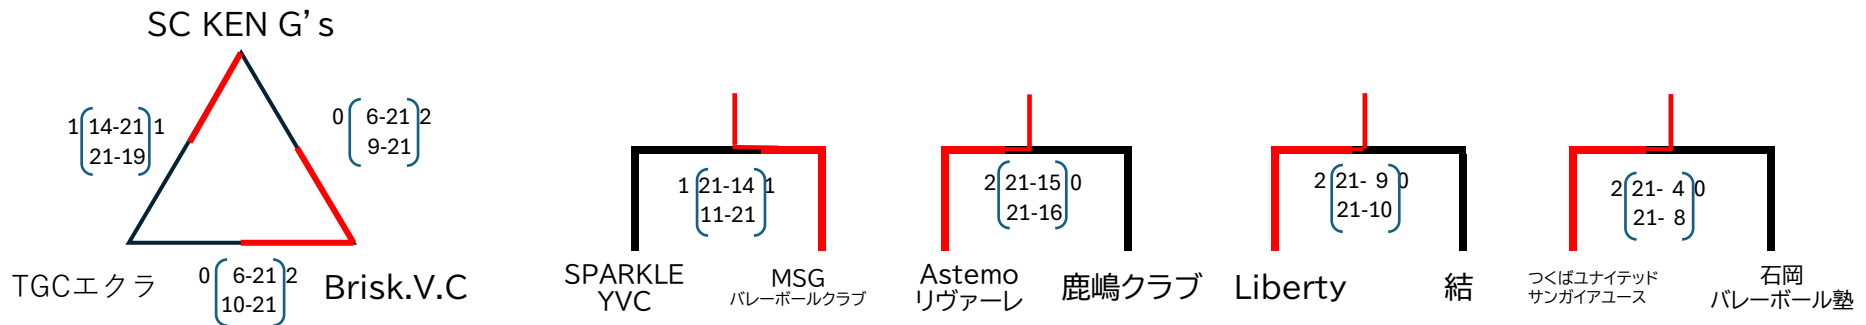 SC KEN G's
1 14-21 1
21-19
0 6-21 2
9-21
TGCエクラ
0 6-21 2
10-21
Brisk.V.C
1 21-14 1
11-21
SPARKLE
YVC
MSG
バレーボールクラブ
2 21-15 0
21-16
Astemo
リヴァーレ
鹿嶋クラブ
2 21- 9 0
21-10
Liberty
結
2 21- 4 0
21- 8
つくばユナイテッド
サンガイアユース
石岡
バレーボール塾